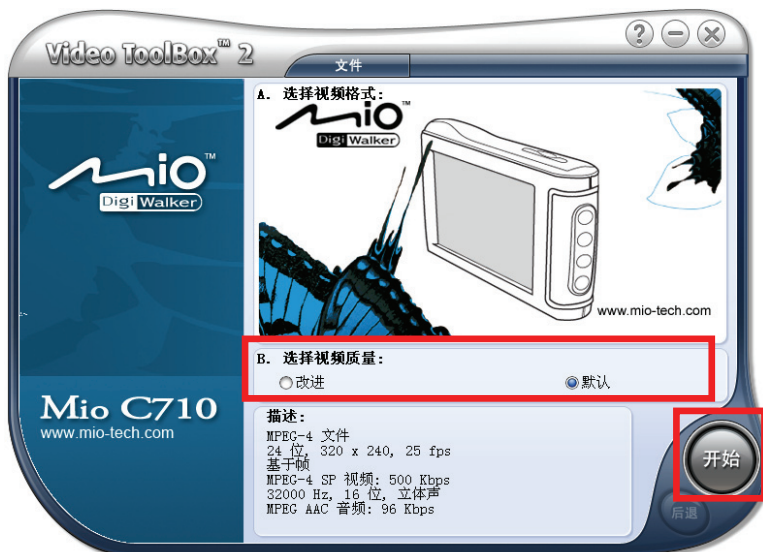 Video ToolBox™ 2
文件
A. 选择视频格式:
Mio™
Digi Walker
www.mio-tech.com
Mio™
Digi Walker
B. 选择视频质量:
改进 默认
Mio C710
www.mio-tech.com
描述:
MPEG-4 文件
24 位, 320 x 240, 25 fps
基于帧
MPEG-4 SP 视频: 500 Kbps
32000 Hz, 16 位, 立体声
MPEG AAC 音频: 96 Kbps
开始
后退